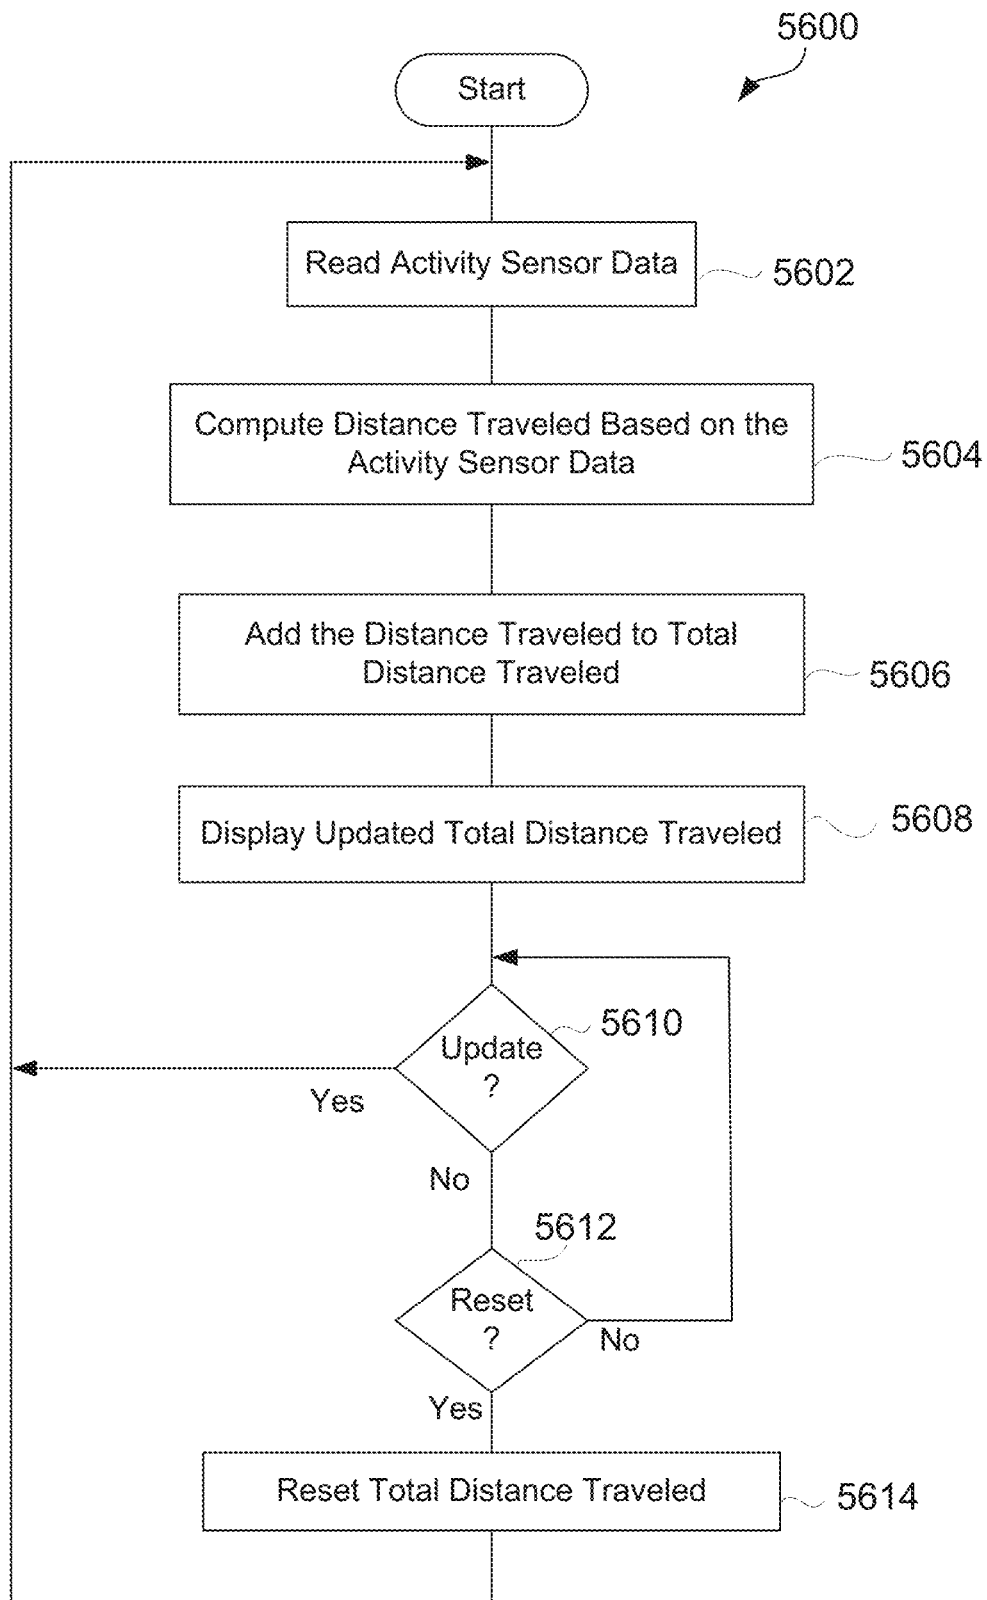 5600
Start
Read Activity Sensor Data
5602
Compute Distance Traveled Based on the
Activity Sensor Data
5604
Add the Distance Traveled to Total
Distance Traveled
5606
Display Updated Total Distance Traveled
5608
Update
?
5610
Yes
No
5612
Reset
?
No
Yes
Reset Total Distance Traveled
5614